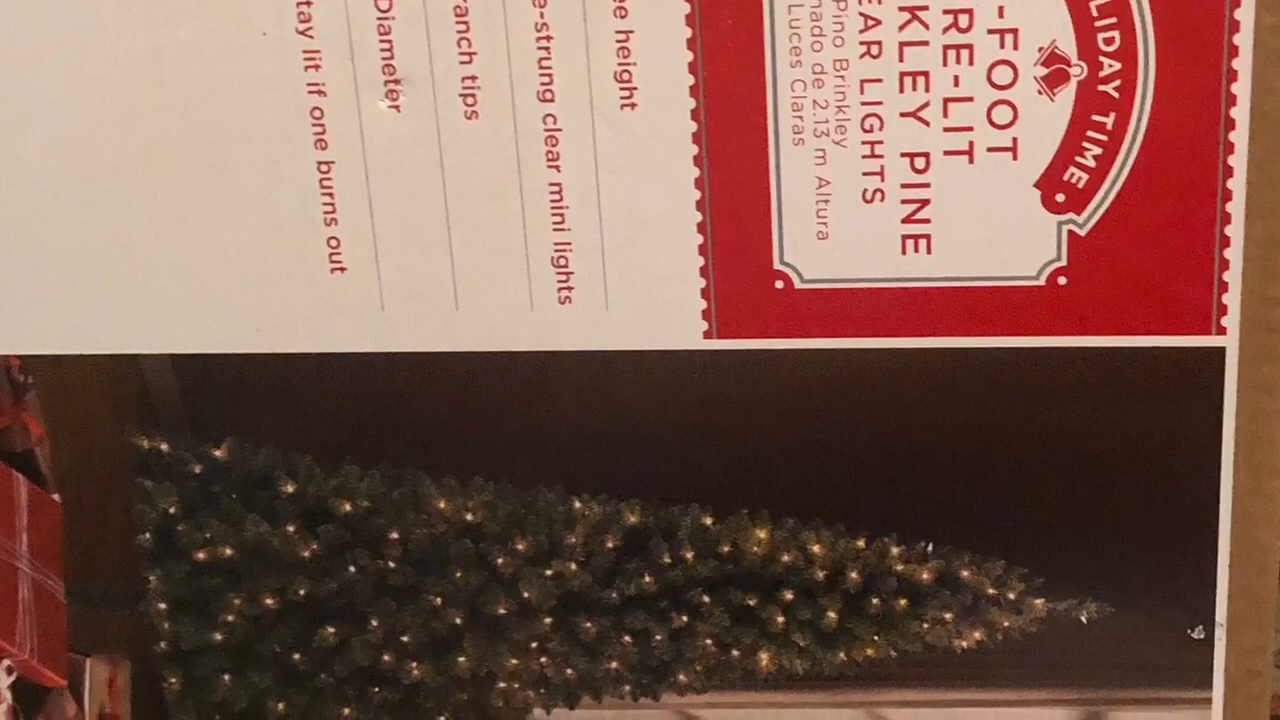 LIDAY TIME
-FOOT
RE-LIT
KLEY PINE
EAR LIGHTS
Pino Brinkley
nado de 2.13 m Altura
Luces Claras
ee height
e-strung clear mini lights
ranch tips
Diameter
tay lit if one burns out